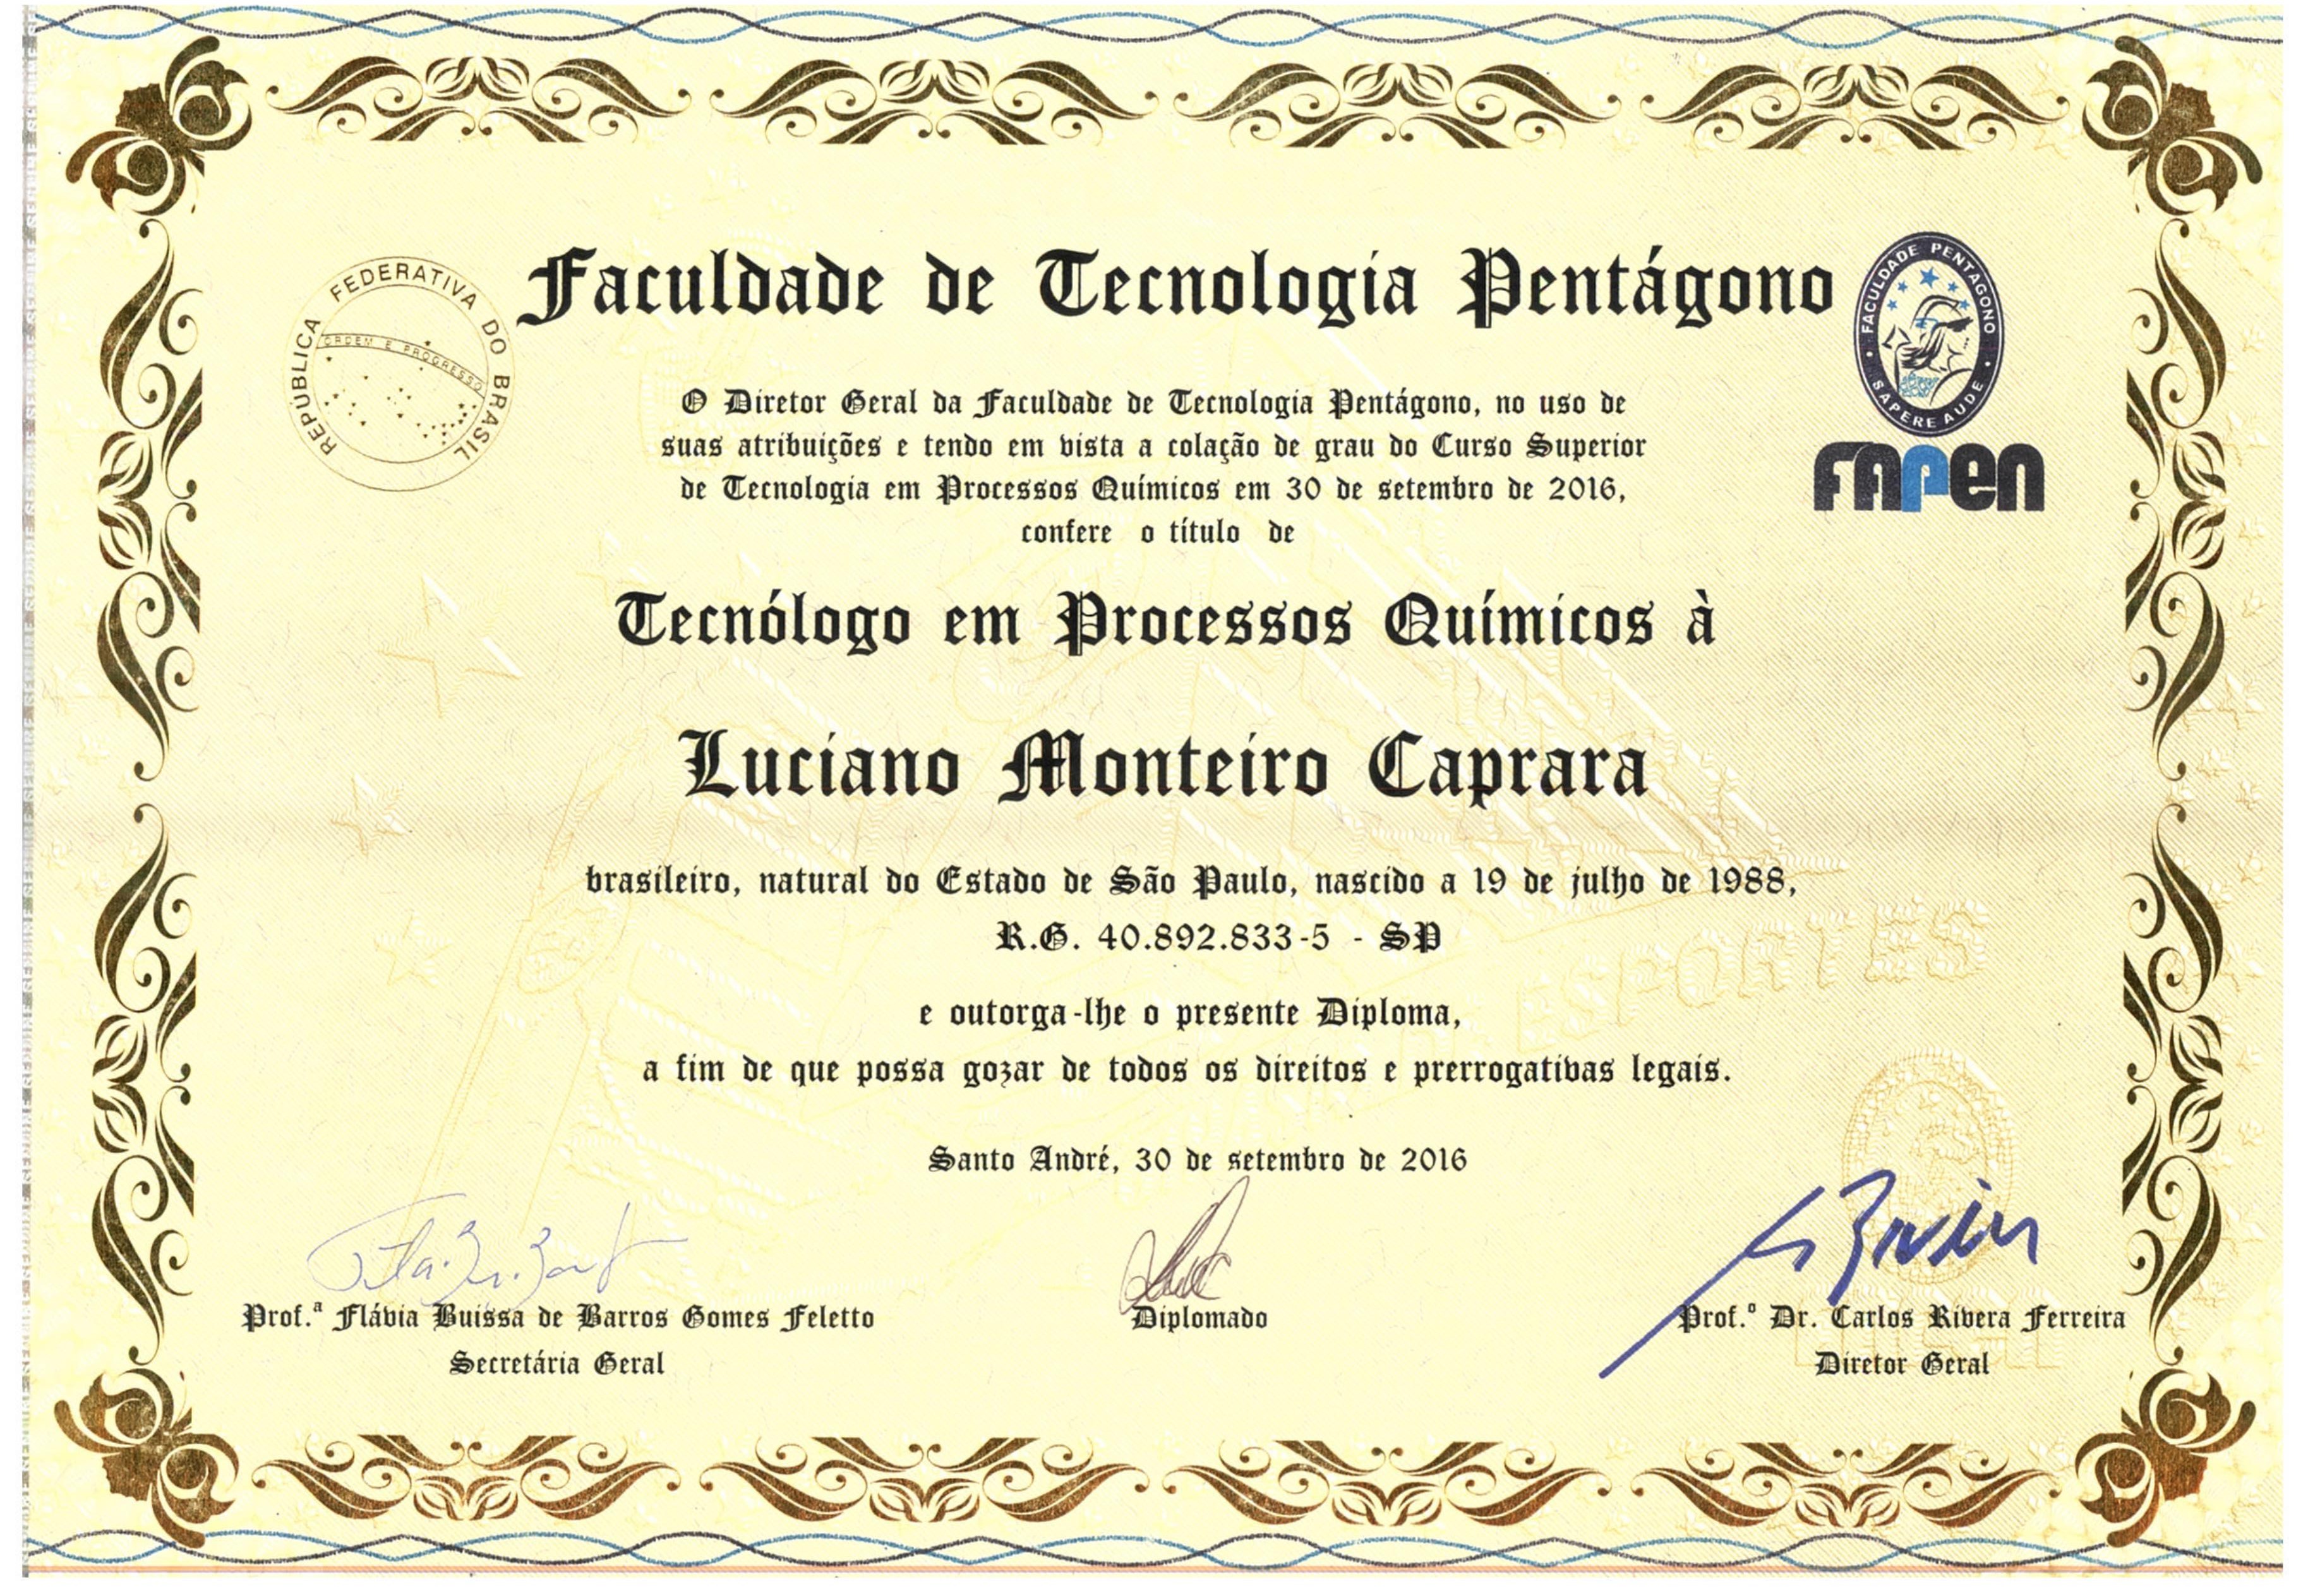 REPÚBLICA FEDERATIVA DO BRASIL
ORDEM E PROGRESSO
Faculdade de Tecnologia Pentágono
FACULDADE PENTAGONO
SAPERE AUDE
FAPEN
O Diretor Geral da Faculdade de Tecnologia Pentágono, no uso de
suas atribuições e tendo em vista a colação de grau do Curso Superior
de Tecnologia em Processos Químicos em 30 de setembro de 2016,
confere o título de
Tecnólogo em Processos Químicos à
Luciano Monteiro Caprara
brasileiro, natural do Estado de São Paulo, nascido a 19 de julho de 1988,
R.G. 40.892.833-5 - SP
ESPORTES
e outorga-lhe o presente Diploma,
a fim de que possa gozar de todos os direitos e prerrogativas legais.
Santo André, 30 de setembro de 2016
Prof.ª Flávia Buissa de Barros Gomes Feletto
Secretária Geral
Diplomado
Prof.º Dr. Carlos Rivera Ferreira
Diretor Geral